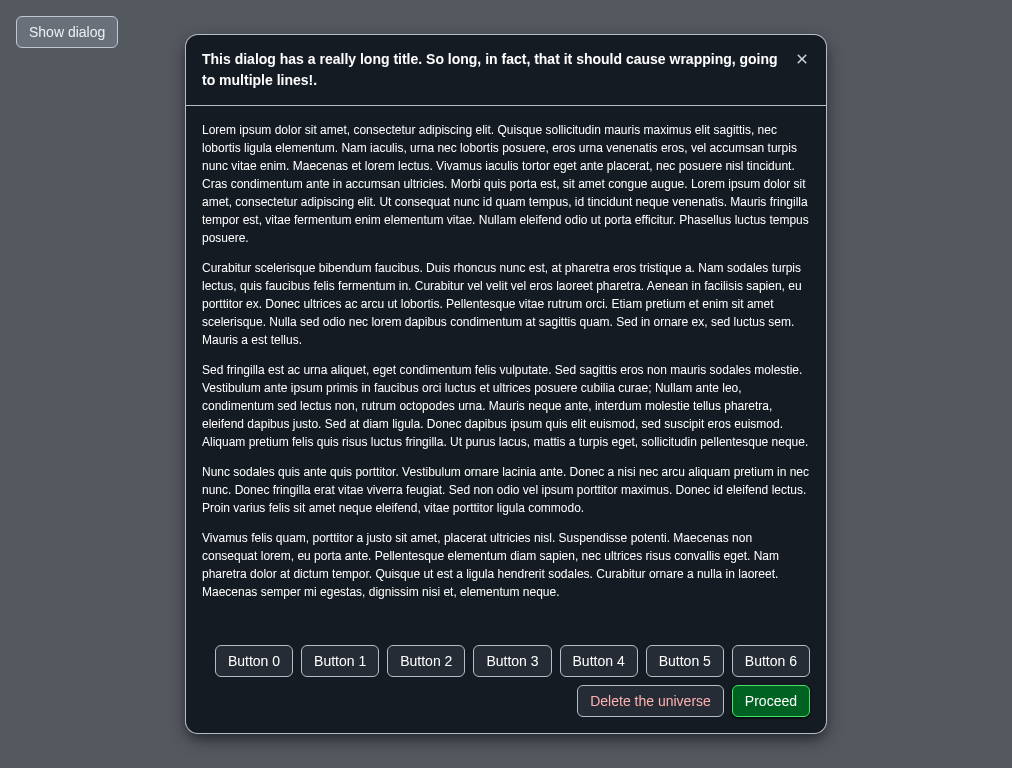 Show dialog
This dialog has a really long title. So long, in fact, that it should cause wrapping, going
to multiple lines!.
Lorem ipsum dolor sit amet, consectetur adipiscing elit. Quisque sollicitudin mauris maximus elit sagittis, nec
lobortis ligula elementum. Nam iaculis, urna nec lobortis posuere, eros urna venenatis eros, vel accumsan turpis
nunc vitae enim. Maecenas et lorem lectus. Vivamus iaculis tortor eget ante placerat, nec posuere nisl tincidunt.
Cras condimentum ante in accumsan ultricies. Morbi quis porta est, sit amet congue augue. Lorem ipsum dolor sit
amet, consectetur adipiscing elit. Ut consequat nunc id quam tempus, id tincidunt neque venenatis. Mauris fringilla
tempor est, vitae fermentum enim elementum vitae. Nullam eleifend odio ut porta efficitur. Phasellus luctus tempus
posuere.
Curabitur scelerisque bibendum faucibus. Duis rhoncus nunc est, at pharetra eros tristique a. Nam sodales turpis
lectus, quis faucibus felis fermentum in. Curabitur vel velit vel eros laoreet pharetra. Aenean in facilisis sapien, eu
porttitor ex. Donec ultrices ac arcu ut lobortis. Pellentesque vitae rutrum orci. Etiam pretium et enim sit amet
scelerisque. Nulla sed odio nec lorem dapibus condimentum at sagittis quam. Sed in ornare ex, sed luctus sem.
Mauris a est tellus.
Sed fringilla est ac urna aliquet, eget condimentum felis vulputate. Sed sagittis eros non mauris sodales molestie.
Vestibulum ante ipsum primis in faucibus orci luctus et ultrices posuere cubilia curae; Nullam ante leo,
condimentum sed lectus non, rutrum octopodes urna. Mauris neque ante, interdum molestie tellus pharetra,
eleifend dapibus justo. Sed at diam ligula. Donec dapibus ipsum quis elit euismod, sed suscipit eros euismod.
Aliquam pretium felis quis risus luctus fringilla. Ut purus lacus, mattis a turpis eget, sollicitudin pellentesque neque.
Nunc sodales quis ante quis porttitor. Vestibulum ornare lacinia ante. Donec a nisi nec arcu aliquam pretium in nec
nunc. Donec fringilla erat vitae viverra feugiat. Sed non odio vel ipsum porttitor maximus. Donec id eleifend lectus.
Proin varius felis sit amet neque eleifend, vitae porttitor ligula commodo.
Vivamus felis quam, porttitor a justo sit amet, placerat ultricies nisl. Suspendisse potenti. Maecenas non
consequat lorem, eu porta ante. Pellentesque elementum diam sapien, nec ultrices risus convallis eget. Nam
pharetra dolor at dictum tempor. Quisque ut est a ligula hendrerit sodales. Curabitur ornare a nulla in laoreet.
Maecenas semper mi egestas, dignissim nisi et, elementum neque.
Button 0 Button 1 Button 2 Button 3 Button 4 Button 5 Button 6
Delete the universe Proceed